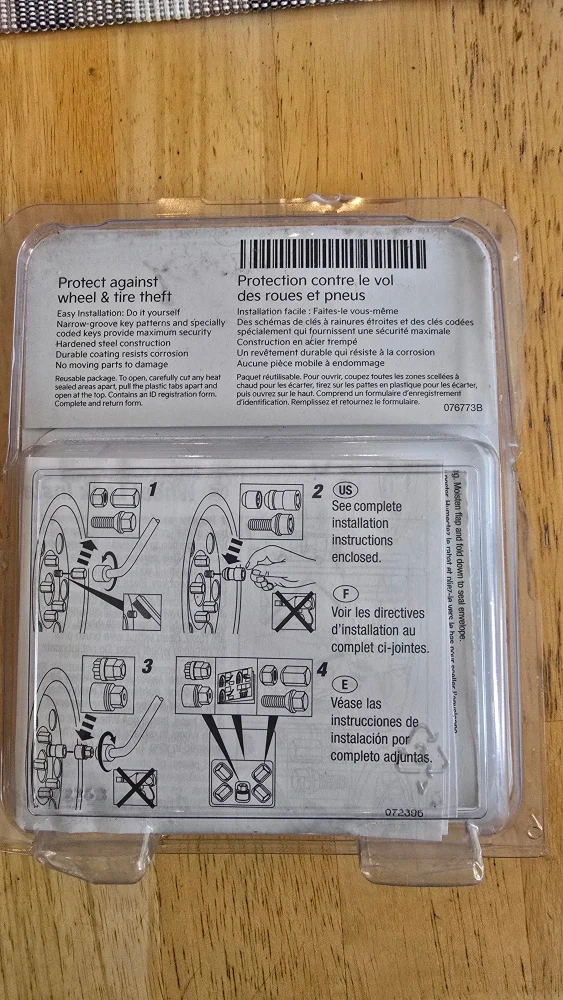 Protect against
wheel & tire theft
Easy Installation: Do it yourself
Narrow-groove key patterns and specially
coded keys provide maximum security
Hardened steel construction
Durable coating resists corrosion
No moving parts to damage
Reusable package. To open, carefully cut any heat
sealed areas apart, pull the plastic tabs apart and
open at the top. Contains an ID registration form.
Complete and return form.
Protection contre le vol
des roues et pneus
Installation facile : Faites-le vous-même
Des schémas de clés à rainures étroites et des clés codées
spécialement qui fournissent une sécurité maximale
Construction en acier trempé
Un revêtement durable qui résiste à la corrosion
Aucune pièce mobile à endommager
Paquet réutilisable. Pour ouvrir, coupez toutes les zones scellées à
chaud pour les écarter, tirez sur les pattes en plastique pour les écarter,
puis ouvrez sur le haut. Comprend un formulaire d'enregistrement
d'identification. Remplissez et retournez le formulaire.
076773B
1
2
3
4
US
See complete
installation
instructions
enclosed.
F
Voir les directives
d'installation au
complet ci-jointes.
E
Véase las
instrucciones de
instalación por
completo adjuntas.
072396
Moisten flap and fold down to seal envelope.